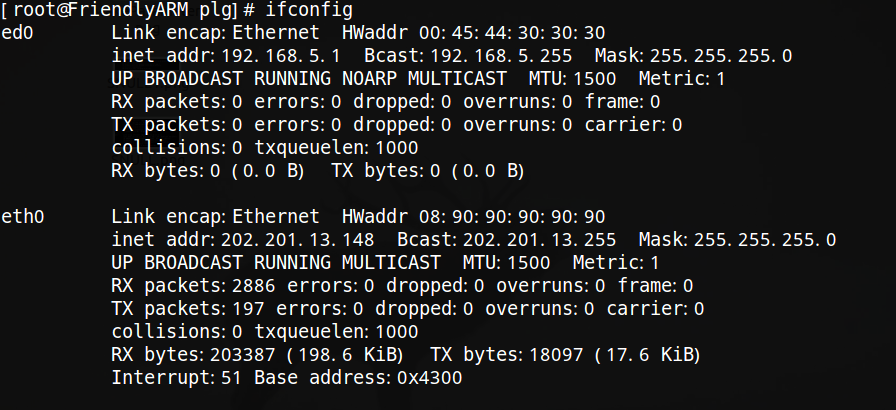 [root@FriendlyARM plg]# ifconfig
ed0 Link encap:Ethernet HWaddr 00:45:44:30:30:30
inet addr:192.168.5.1 Bcast:192.168.5.255 Mask:255.255.255.0
UP BROADCAST RUNNING NOARP MULTICAST MTU:1500 Metric:1
RX packets:0 errors:0 dropped:0 overruns:0 frame:0
TX packets:0 errors:0 dropped:0 overruns:0 carrier:0
collisions:0 txqueuelen:1000
RX bytes:0 (0.0 B) TX bytes:0 (0.0 B)
eth0 Link encap:Ethernet HWaddr 08:90:90:90:90:90
inet addr:202.201.13.148 Bcast:202.201.13.255 Mask:255.255.255.0
UP BROADCAST RUNNING MULTICAST MTU:1500 Metric:1
RX packets:2886 errors:0 dropped:0 overruns:0 frame:0
TX packets:197 errors:0 dropped:0 overruns:0 carrier:0
collisions:0 txqueuelen:1000
RX bytes:203387 (198.6 KiB) TX bytes:18097 (17.6 KiB)
Interrupt:51 Base address:0x4300